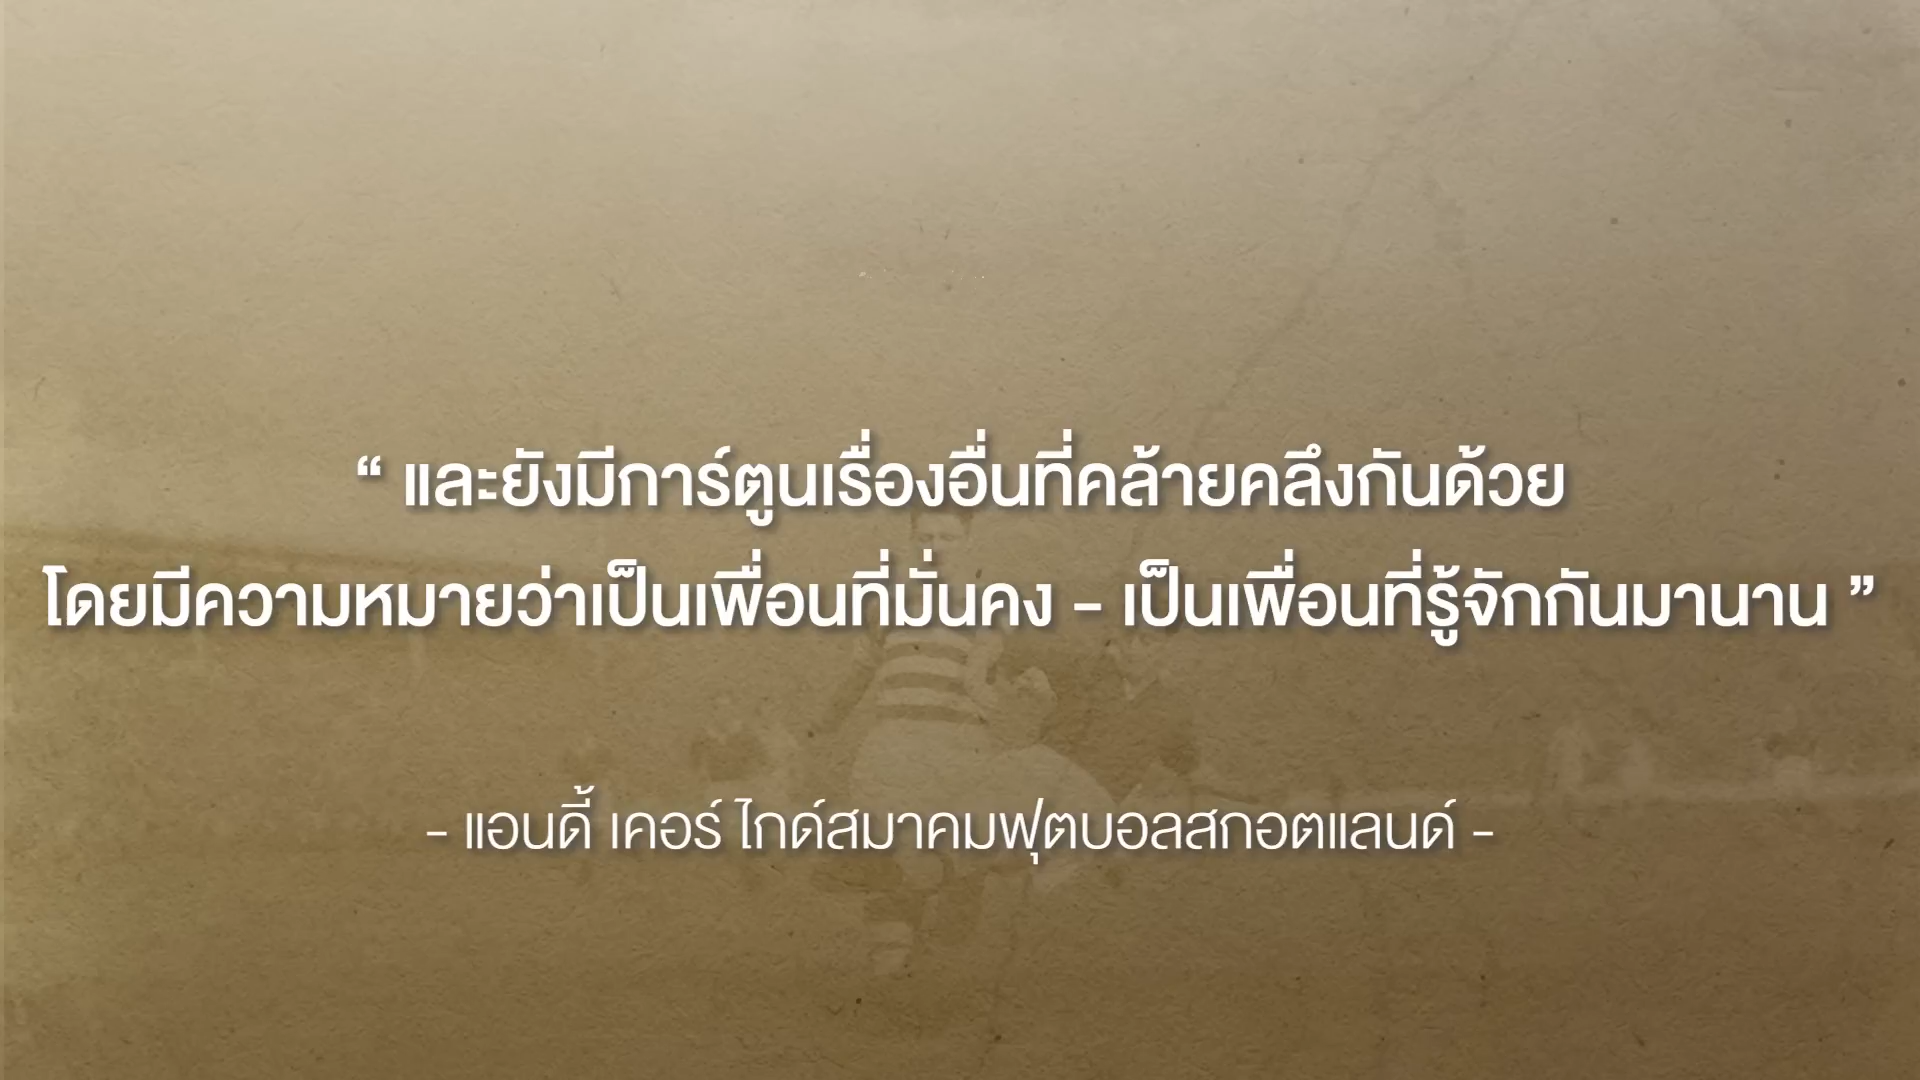 “ และยังมีการ์ตูนเรื่องอื่นที่คล้ายคลึงกันด้วย
โดยมีความหมายว่าเป็นเพื่อนที่มั่นคง - เป็นเพื่อนที่รู้จักกันมานาน ”
- แอนดี้ เคอร์ ไกด์สมาคมฟุตบอลสกอตแลนด์ -